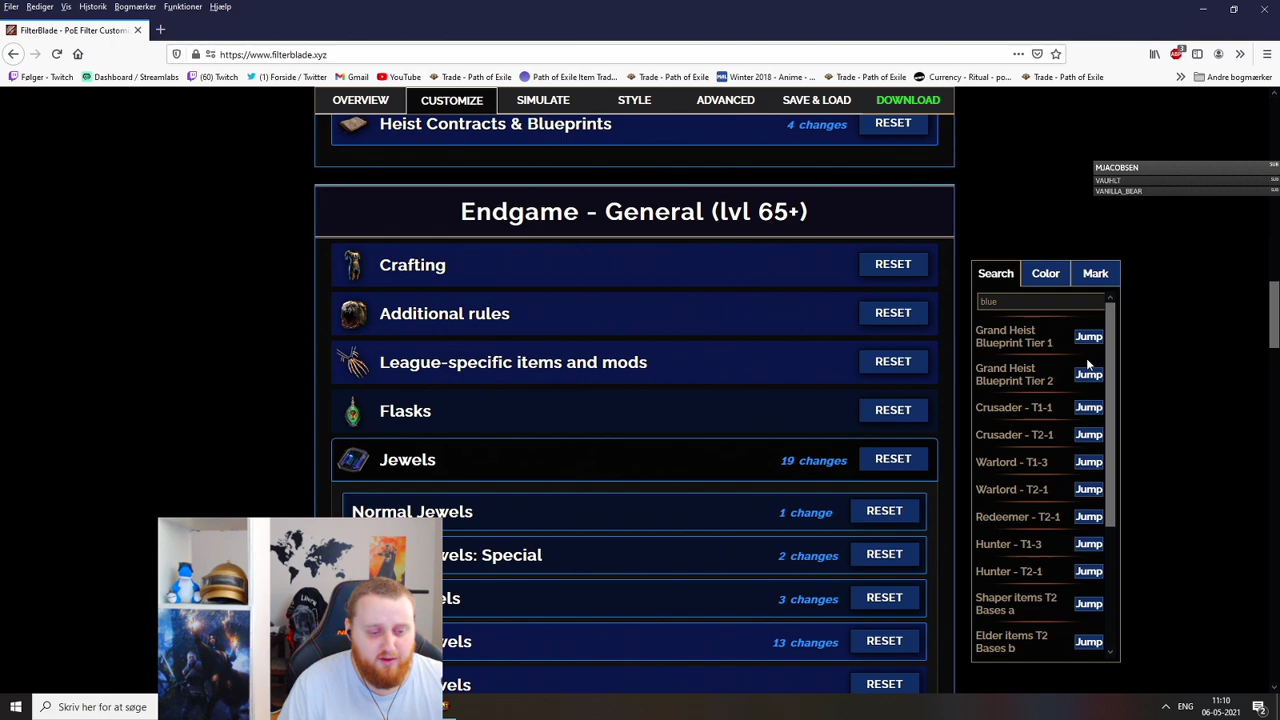 Filer Rediger Vis Historik Bogmærker Funktioner Hjælp
FilterBlade - PoE Filter Customi
https://www.filterblade.xyz
Følger - Twitch Dashboard / Streamlabs (60) Twitch (1) Forside / Twitter Gmail YouTube Trade - Path of Exile Path of Exile Item Trad... Trade - Path of Exile Winter 2018 - Anime - ... Trade - Path of Exile Currency - Ritual - po... Trade - Path of Exile Andre bogmærker
OVERVIEW CUSTOMIZE SIMULATE STYLE ADVANCED SAVE & LOAD DOWNLOAD
Heist Contracts & Blueprints 4 changes RESET
MJACOBSEN SUB
VAUHLT SUB
VANILLA_BEAR SUB
Endgame - General (lvl 65+)
Crafting RESET
Additional rules RESET
League-specific items and mods RESET
Flasks RESET
Jewels 19 changes RESET
Normal Jewels 1 change RESET
wels: Special 2 changes RESET
els 3 changes RESET
wels 13 changes RESET
wels RESET
Search Color Mark
blue
Grand Heist
Blueprint Tier 1 Jump
Grand Heist
Blueprint Tier 2 Jump
Crusader - T1-1 Jump
Crusader - T2-1 Jump
Warlord - T1-3 Jump
Warlord - T2-1 Jump
Redeemer - T2-1 Jump
Hunter - T1-3 Jump
Hunter - T2-1 Jump
Shaper items T2
Bases a Jump
Elder items T2
Bases b Jump
Skriv her for at søge
ENG
11:10
06-05-2021
2